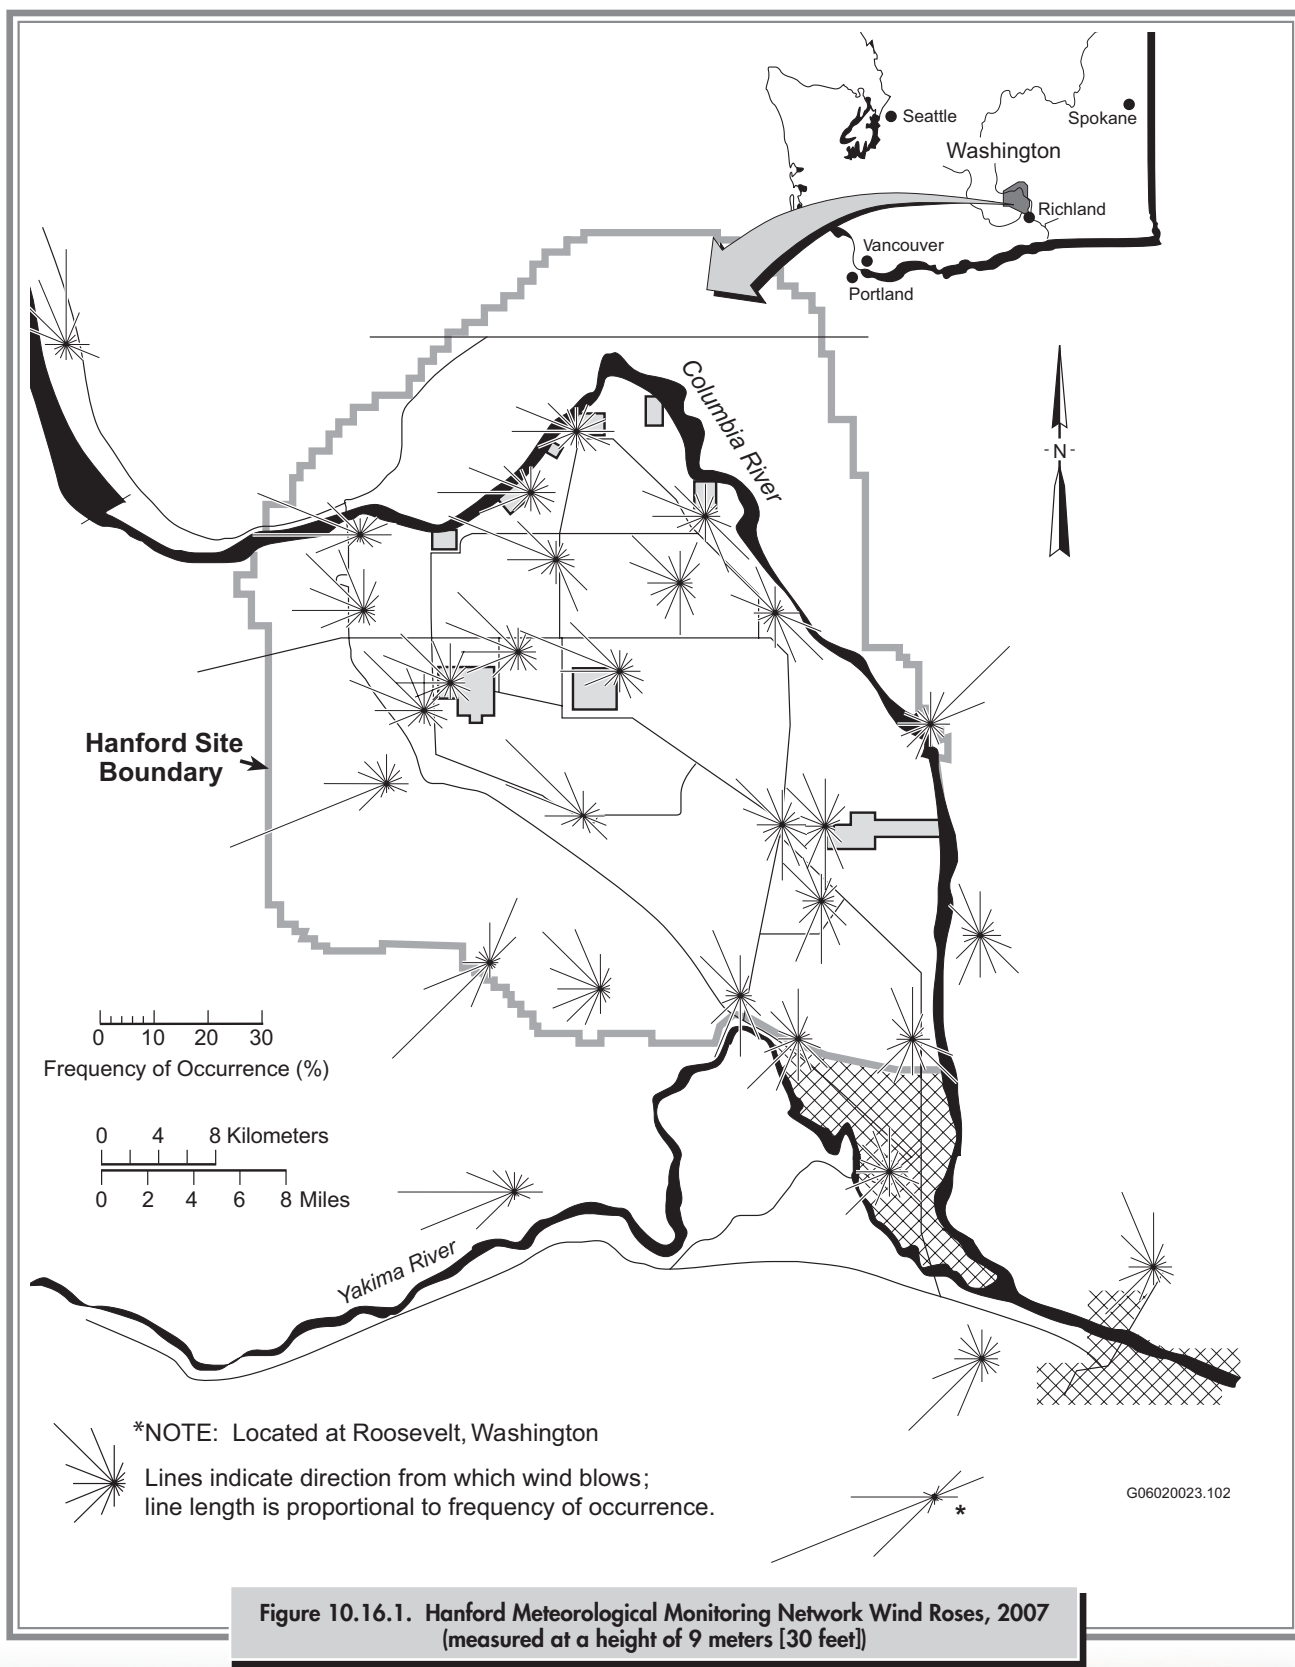 Seattle
Spokane
Washington
Richland
Vancouver
Portland
Columbia River
- N -
Hanford Site
Boundary
0 10 20 30
Frequency of Occurrence (%)
0 4 8 Kilometers
0 2 4 6 8 Miles
Yakima River
*NOTE: Located at Roosevelt, Washington
Lines indicate direction from which wind blows;
line length is proportional to frequency of occurrence.
*
G06020023.102
Figure 10.16.1. Hanford Meteorological Monitoring Network Wind Roses, 2007
(measured at a height of 9 meters [30 feet])